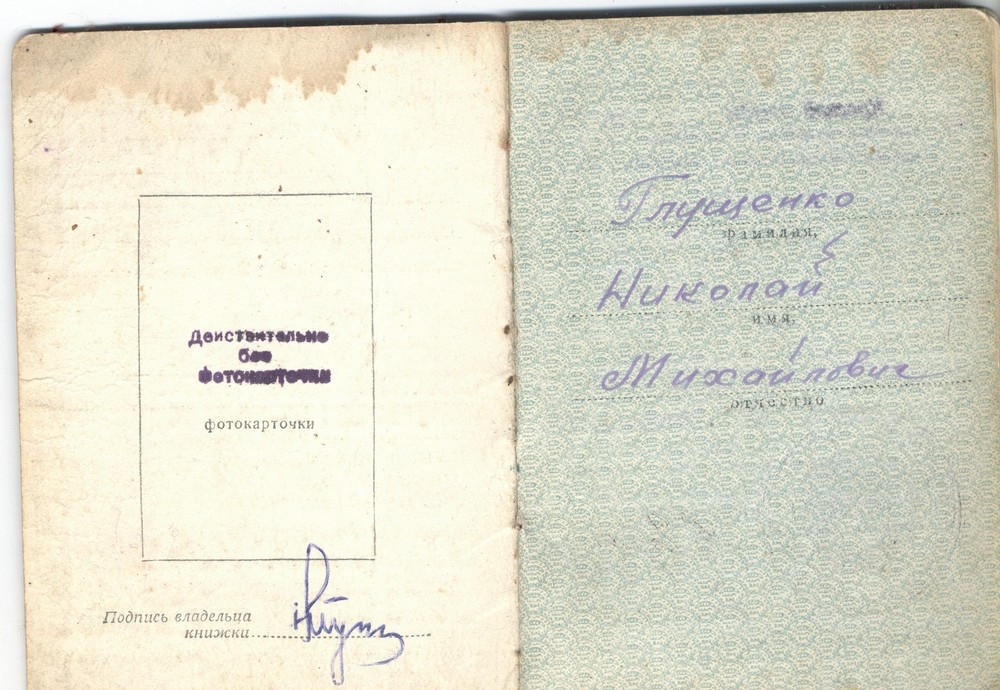 Действительно
без
фотокарточки
фотокарточки
Подпись владельца
книжки
Глущенко
фамилия,
Николай
имя,
Михайлович
отчество